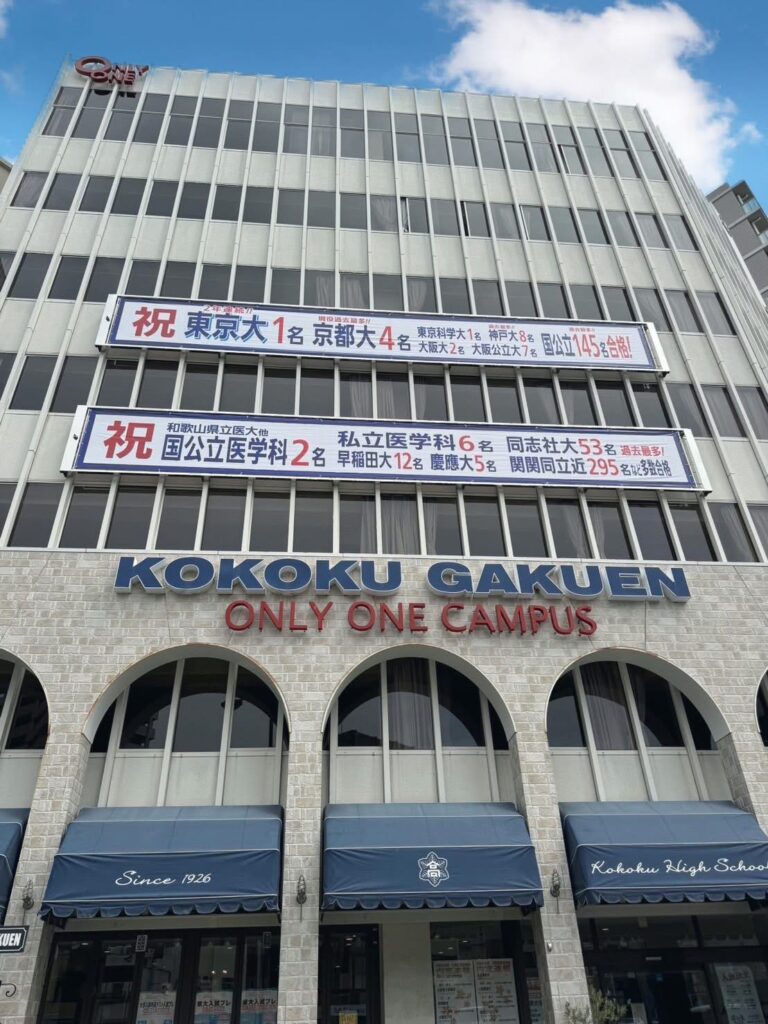 ONLY
ONE
2年連続!! 現役過去最多!! 過去最多!! 過去最多!!
祝 東京大1名 京都大4名 東京科学大1名 神戸大8名 国公立145名合格!
大阪大2名 大阪公立大7名
和歌山県立医大他
祝 国公立医学科2名 私立医学科6名 同志社大53名 過去最多!
早稲田大12名 慶應大5名 関関同立近295名など多数合格
KOKOKU GAKUEN
ONLY ONE CAMPUS
Since 1926
高
Kokoku High School
KUEN